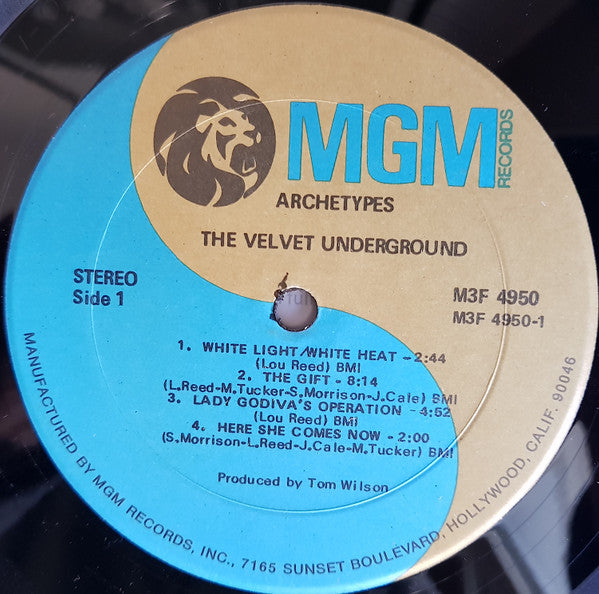 MGM
RECORDS
ARCHETYPES
THE VELVET UNDERGROUND
STEREO
Side 1
M3F 4950
M3F 4950-1
1. WHITE LIGHT/WHITE HEAT - 2:44
(Lou Reed) BMI
2. THE GIFT - 8:14
(L.Reed-M.Tucker-S.Morrison-J.Cale) BMI
3. LADY GODIVA'S OPERATION - 4:52
(Lou Reed) BMI
4. HERE SHE COMES NOW - 2:00
(S.Morrison-L.Reed-J.Cale-M.Tucker) BMI
Produced by Tom Wilson
MANUFACTURED BY MGM RECORDS, INC., 7165 SUNSET BOULEVARD, HOLLYWOOD, CALIF. 90046